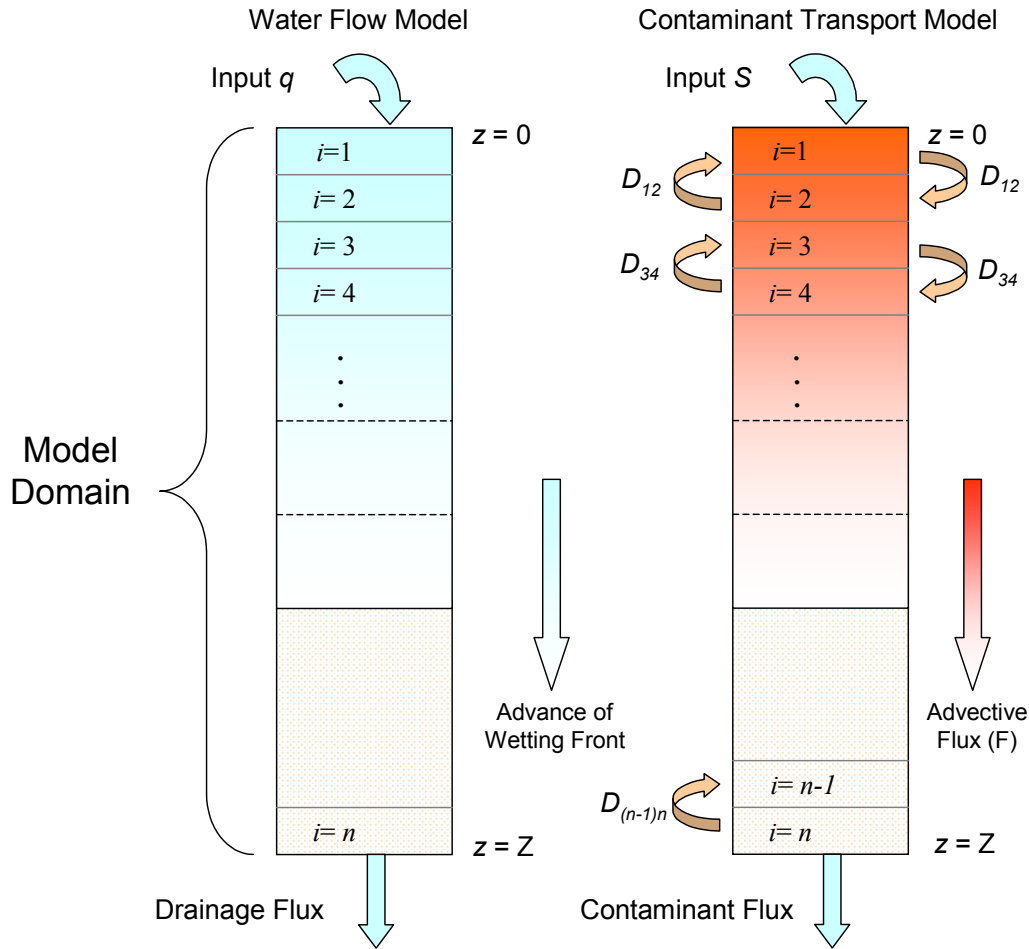 Water Flow Model
Contaminant Transport Model
Input q
Input S
z = 0
z = 0
i=1
i= 2
i= 3
i= 4
i=1
i= 2
i= 3
i= 4
D12
D12
D34
D34
Model
Domain
Advance of
Wetting Front
Advective
Flux (F)
i= n-1
D(n-1)n
i= n
i= n
z = Z
z = Z
Drainage Flux
Contaminant Flux